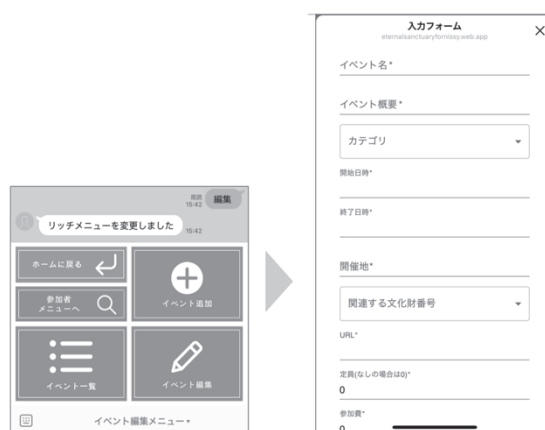 既読
15:42
編集
リッチメニューを変更しました
15:42
ホームに戻る
イベント追加
参加者
メニューへ
イベント一覧
イベント編集
イベント編集メニュー▾
入力フォーム
eternalsanctuaryfornissy.web.app
イベント名*
イベント概要*
カテゴリ
開始日時*
終了日時*
開催地*
関連する文化財番号
URL*
定員(なしの場合は0)*
0
参加費*
0